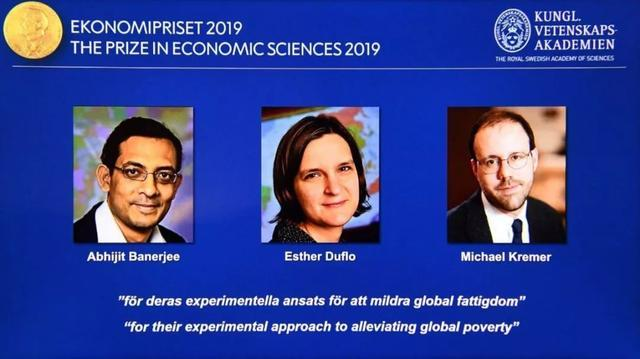 EKONOMIPRISET 2019
THE PRIZE IN ECONOMIC SCIENCES 2019
KUNGL.
VETENSKAPS-
AKADEMIEN
THE ROYAL SWEDISH ACADEMY OF SCIENCES
Abhijit Banerjee
Esther Duflo
Michael Kremer
”för deras experimentella ansats för att mildra global fattigdom”
“for their experimental approach to alleviating global poverty”